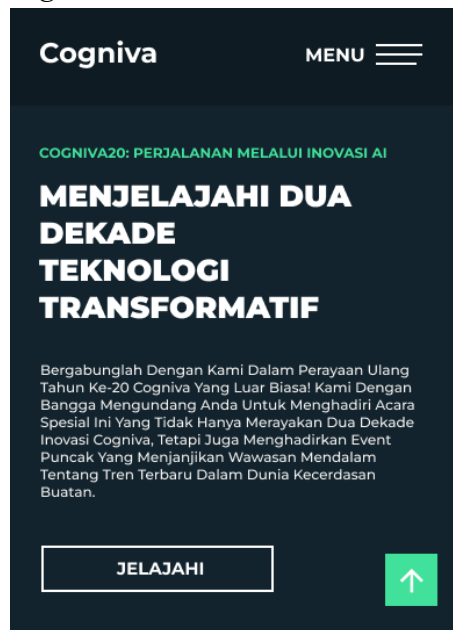 Cogniva
MENU
COGNIVA20: PERJALANAN MELALUI INOVASI AI
MENJELAJAHI DUA
DEKADE
TEKNOLOGI
TRANSFORMATIF
Bergabunglah Dengan Kami Dalam Perayaan Ulang
Tahun Ke-20 Cogniva Yang Luar Biasa! Kami Dengan
Bangga Mengundang Anda Untuk Menghadiri Acara
Spesial Ini Yang Tidak Hanya Merayakan Dua Dekade
Inovasi Cogniva, Tetapi Juga Menghadirkan Event
Puncak Yang Menjanjikan Wawasan Mendalam
Tentang Tren Terbaru Dalam Dunia Kecerdasan
Buatan.
JELAJAHI